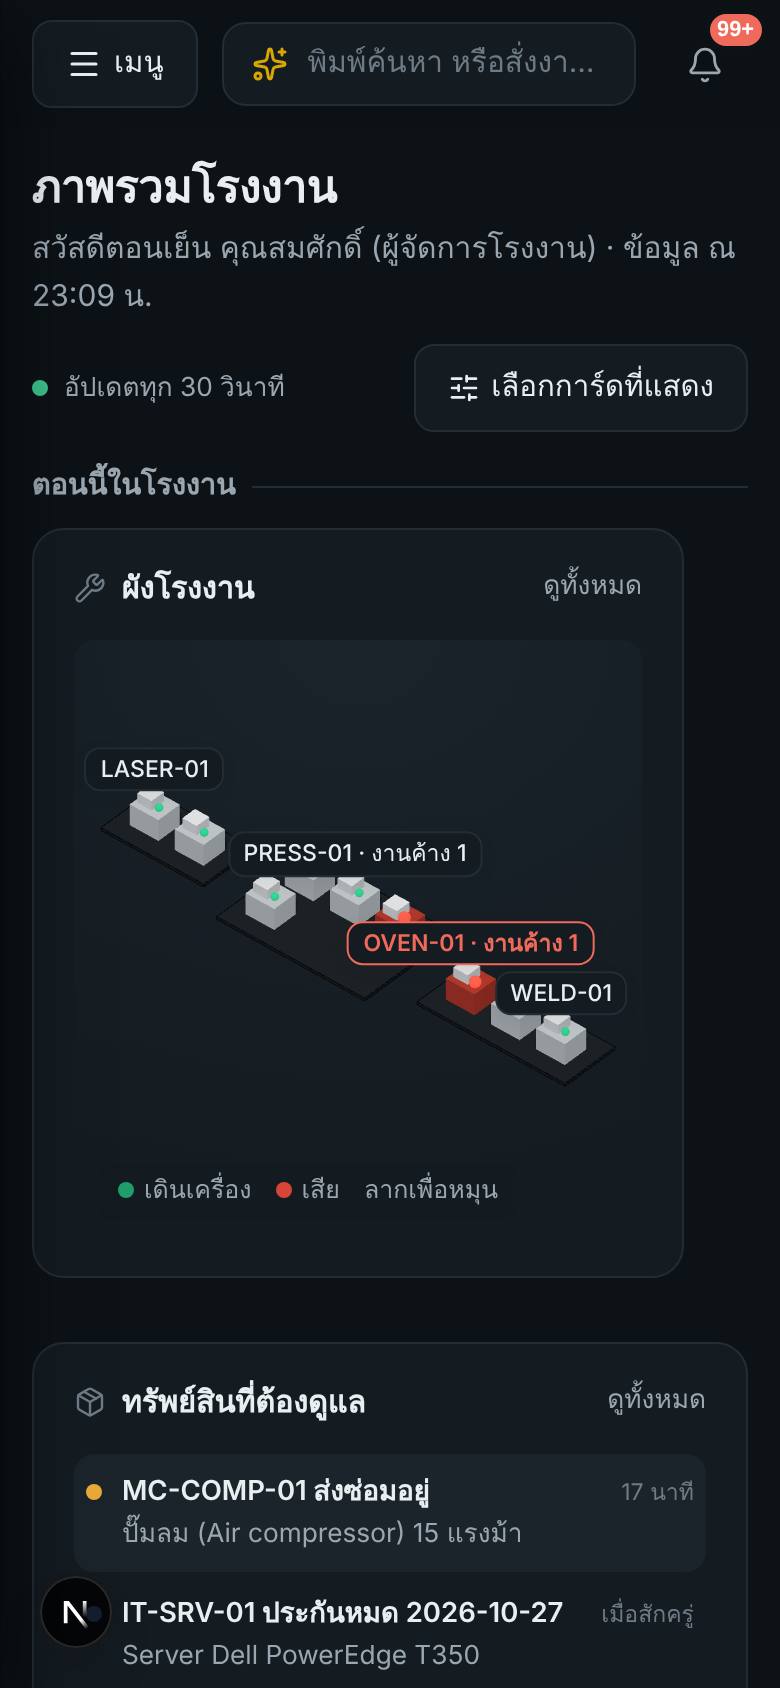 เมนู
พิมพ์ค้นหา หรือสั่งงา...
99+
ภาพรวมโรงงาน
สวัสดีตอนเย็น คุณสมศักดิ์ (ผู้จัดการโรงงาน) · ข้อมูล ณ
23:09 น.
อัปเดตทุก 30 วินาที
เลือกการ์ดที่แสดง
ตอนนี้ในโรงงาน
ผังโรงงาน
ดูทั้งหมด
LASER-01
PRESS-01 · งานค้าง 1
OVEN-01 · งานค้าง 1
WELD-01
เดินเครื่อง
เสีย
ลากเพื่อหมุน
ทรัพย์สินที่ต้องดูแล
ดูทั้งหมด
MC-COMP-01 ส่งซ่อมอยู่
17 นาที
ปั๊มลม (Air compressor) 15 แรงม้า
N
IT-SRV-01 ประกันหมด 2026-10-27
เมื่อสักครู่
Server Dell PowerEdge T350